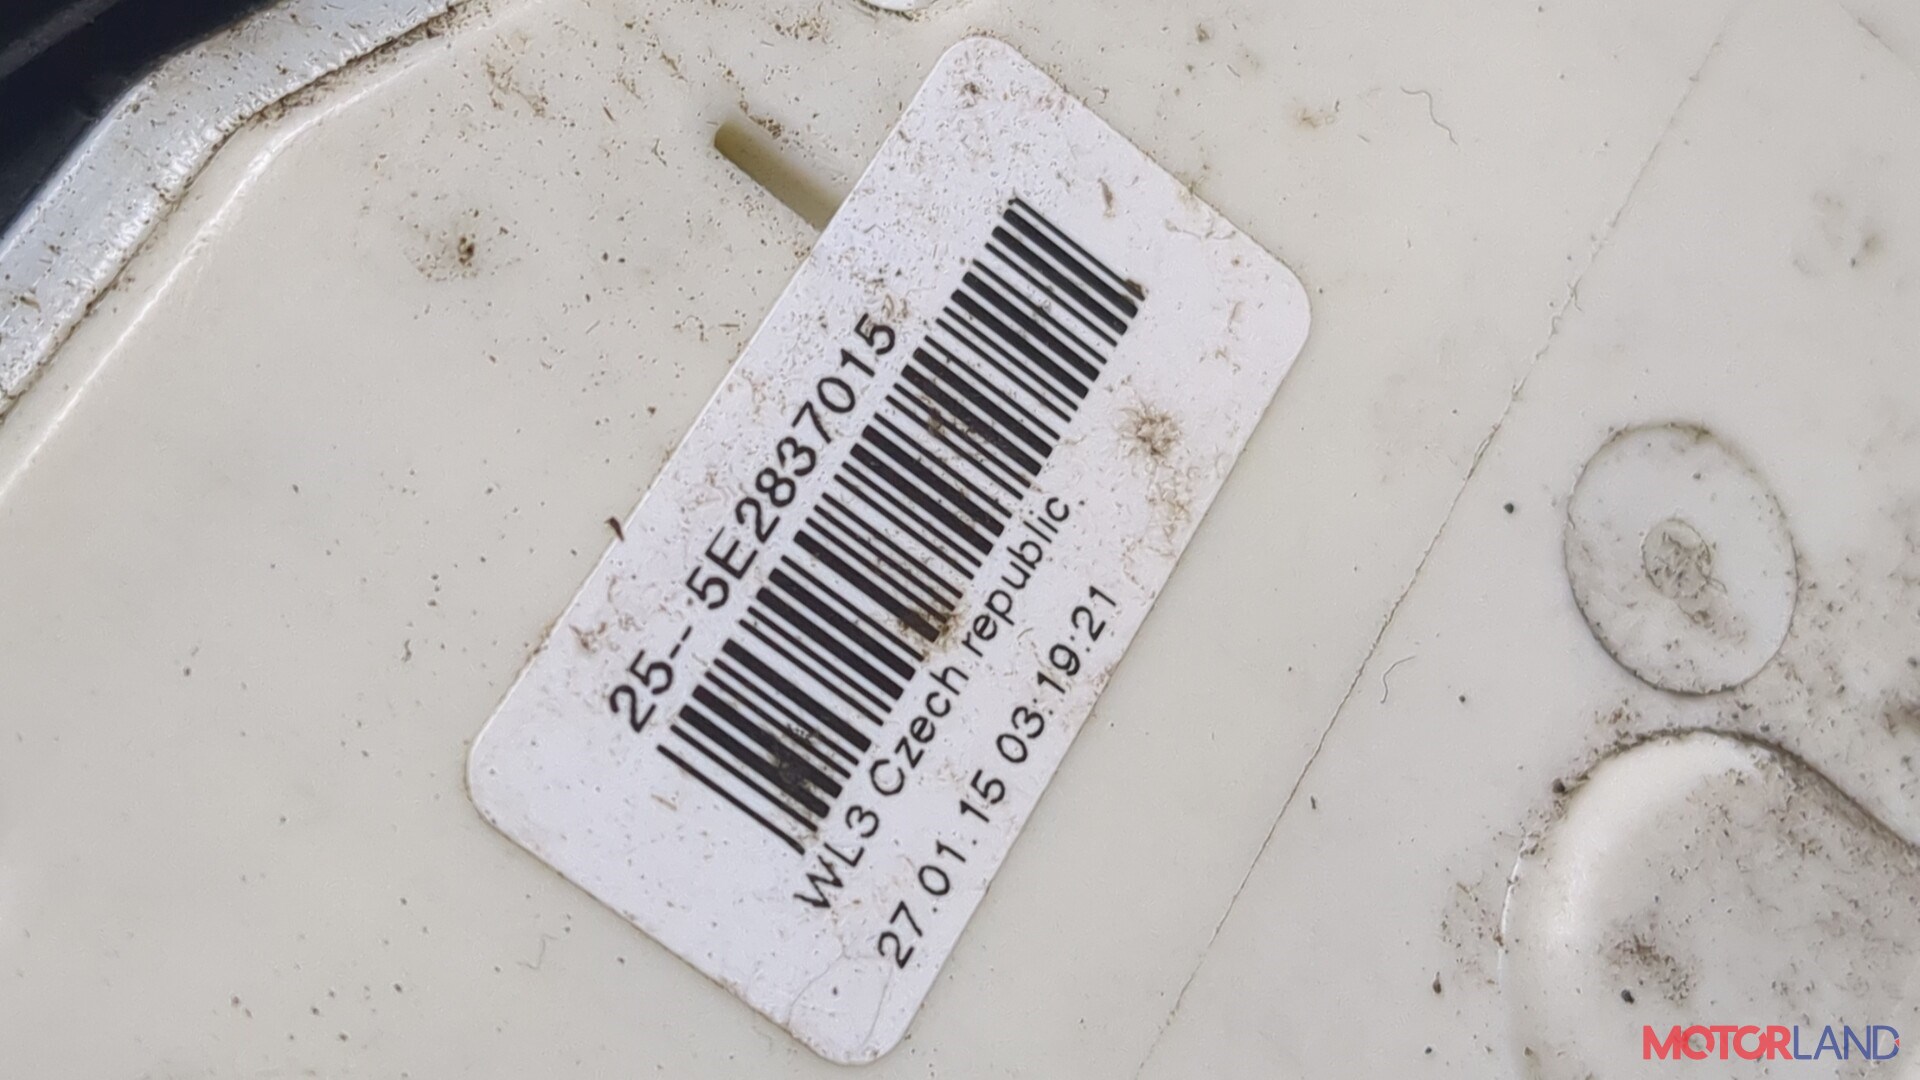 25-- 5E2837015
WL3 Czech republic
27.01.15 03:19:21
MOTORLAND